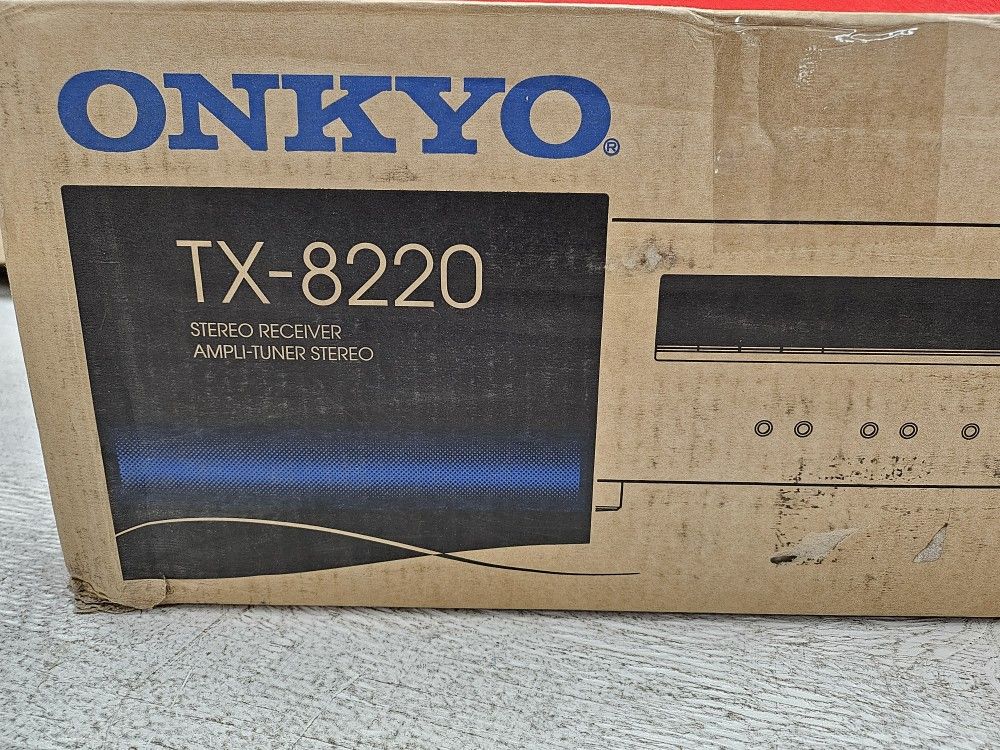 ONKYO®
TX-8220
STEREO RECEIVER
AMPLI-TUNER STEREO